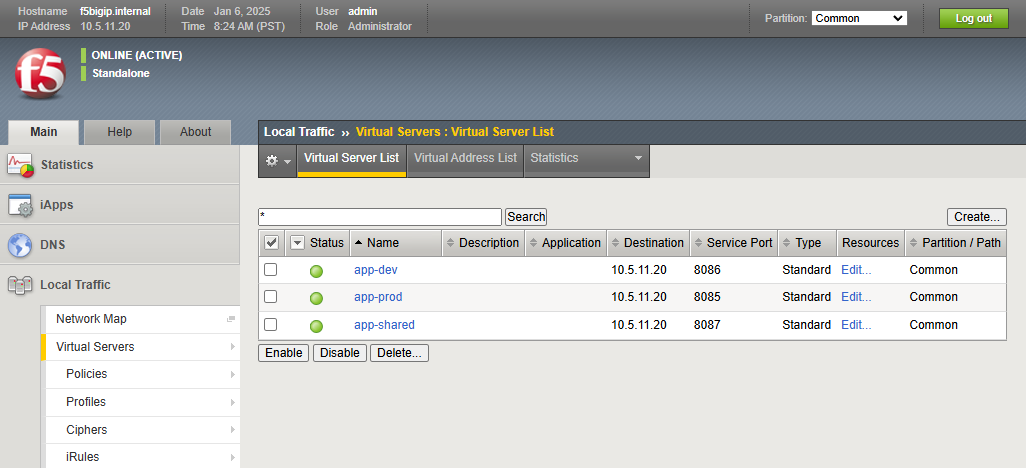 Hostname f5bigip.internal Date Jan 6, 2025 User admin
IP Address 10.5.11.20 Time 8:24 AM (PST) Role Administrator
Partition: Common Log out
f5
ONLINE (ACTIVE)
Standalone
Main Help About
Local Traffic ›› Virtual Servers : Virtual Server List
Virtual Server List Virtual Address List Statistics
Statistics
iApps
DNS
Local Traffic
Network Map
Virtual Servers
Policies
Profiles
Ciphers
iRules
* Search Create...
Status Name Description Application Destination Service Port Type Resources Partition / Path
app-dev 10.5.11.20 8086 Standard Edit... Common
app-prod 10.5.11.20 8085 Standard Edit... Common
app-shared 10.5.11.20 8087 Standard Edit... Common
Enable Disable Delete...